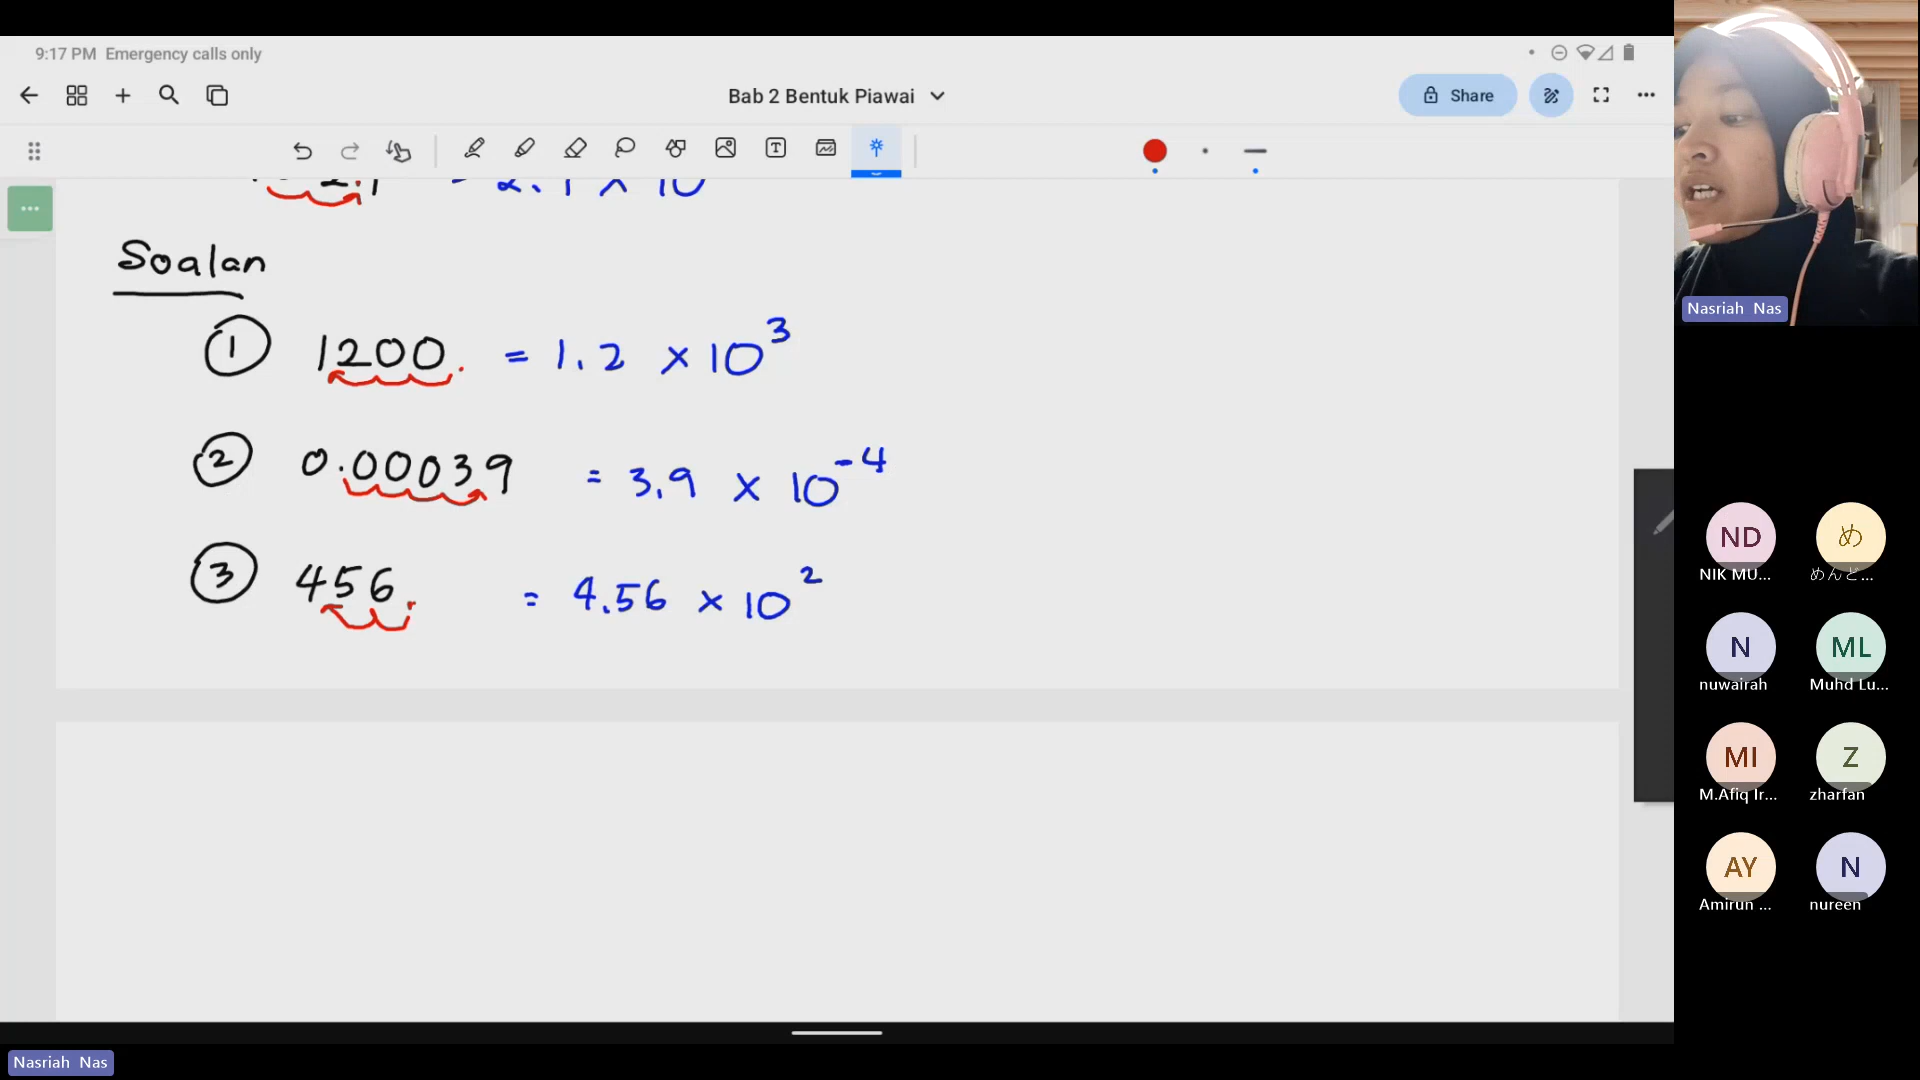 9:17 PM Emergency calls only
Bab 2 Bentuk Piawai
Share
Soalan
① 1200. = 1.2 × 10³
② 0.00039 = 3.9 × 10⁻⁴
③ 456. = 4.56 × 10²
Nasriah Nas
ND
め
NIK MU...
めんど...
N
ML
nuwairah
Muhd Lu...
MI
Z
M.Afiq Ir...
zharfan
AY
N
Amirun ...
nureen
Nasriah Nas